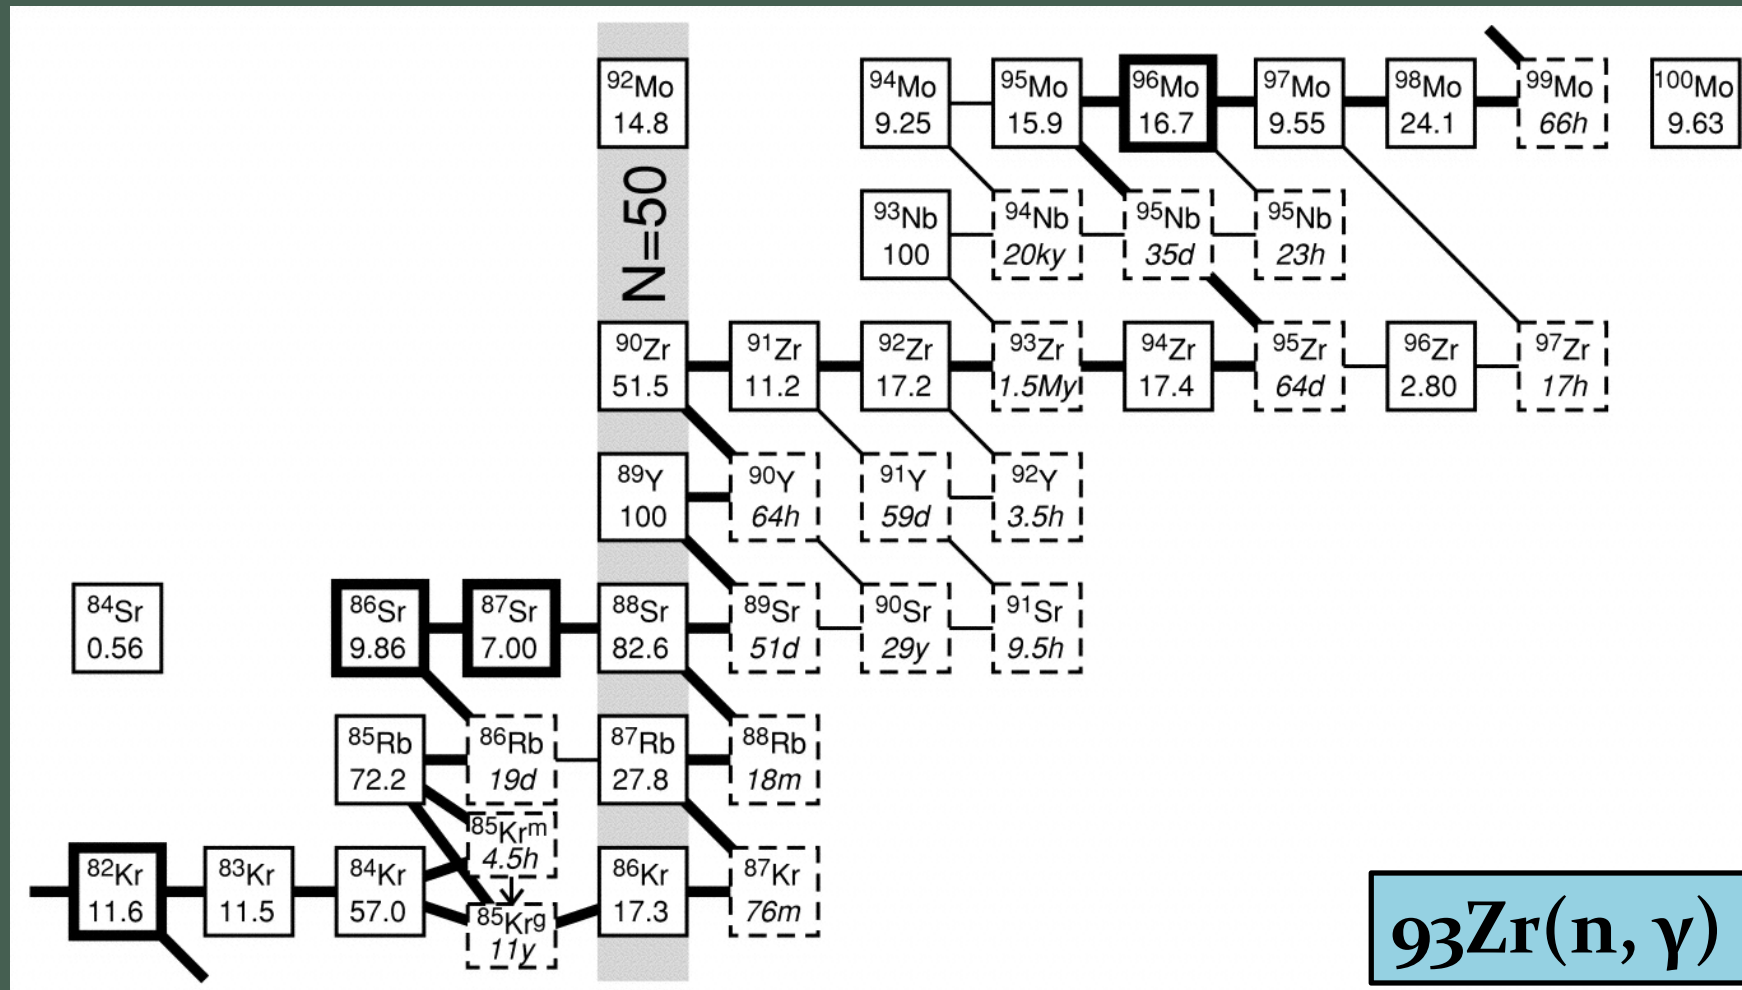 ⁹²Mo
14.8
⁹⁴Mo
9.25
⁹⁵Mo
15.9
⁹⁶Mo
16.7
⁹⁷Mo
9.55
⁹⁸Mo
24.1
⁹⁹Mo
66h
¹⁰⁰Mo
9.63
N=50
⁹³Nb
100
⁹⁴Nb
20ky
⁹⁵Nb
35d
⁹⁵Nb
23h
⁹⁰Zr
51.5
⁹¹Zr
11.2
⁹²Zr
17.2
⁹³Zr
1.5My
⁹⁴Zr
17.4
⁹⁵Zr
64d
⁹⁶Zr
2.80
⁹⁷Zr
17h
⁸⁹Y
100
⁹⁰Y
64h
⁹¹Y
59d
⁹²Y
3.5h
⁸⁴Sr
0.56
⁸⁶Sr
9.86
⁸⁷Sr
7.00
⁸⁸Sr
82.6
⁸⁹Sr
51d
⁹⁰Sr
29y
⁹¹Sr
9.5h
⁸⁵Rb
72.2
⁸⁶Rb
19d
⁸⁷Rb
27.8
⁸⁸Rb
18m
⁸⁵Krᵐ
4.5h
⁸²Kr
11.6
⁸³Kr
11.5
⁸⁴Kr
57.0
⁸⁵Krᵍ
11y
⁸⁶Kr
17.3
⁸⁷Kr
76m
93Zr(n, γ)